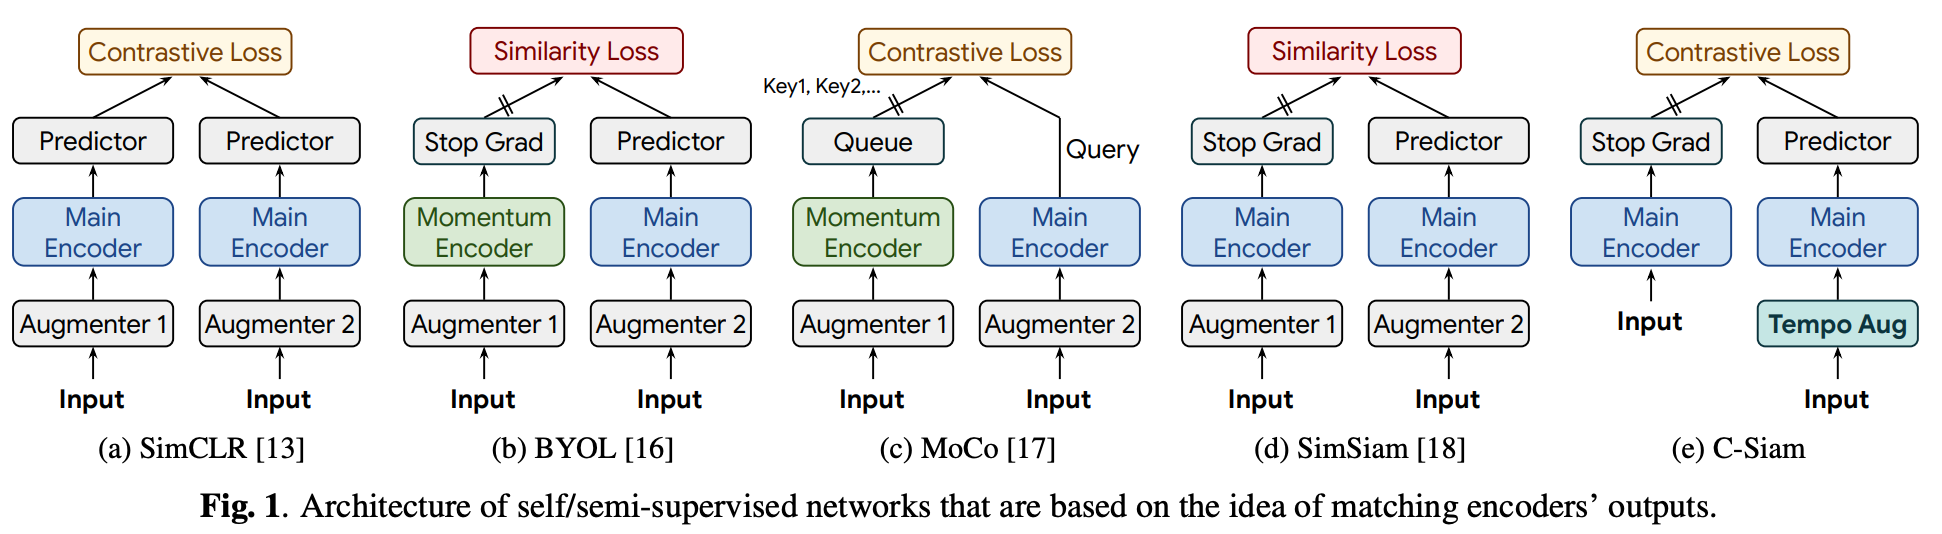 Contrastive Loss
Predictor
Predictor
Main
Encoder
Main
Encoder
Augmenter 1
Augmenter 2
Input
Input
(a) SimCLR [13]
Similarity Loss
Stop Grad
Predictor
Momentum
Encoder
Main
Encoder
Augmenter 1
Augmenter 2
Input
Input
(b) BYOL [16]
Contrastive Loss
Key1, Key2,...
Queue
Query
Momentum
Encoder
Main
Encoder
Augmenter 1
Augmenter 2
Input
Input
(c) MoCo [17]
Similarity Loss
Stop Grad
Predictor
Main
Encoder
Main
Encoder
Augmenter 1
Augmenter 2
Input
Input
(d) SimSiam [18]
Contrastive Loss
Stop Grad
Predictor
Main
Encoder
Main
Encoder
Input
Tempo Aug
Input
(e) C-Siam
Fig. 1. Architecture of self/semi-supervised networks that are based on the idea of matching encoders’ outputs.